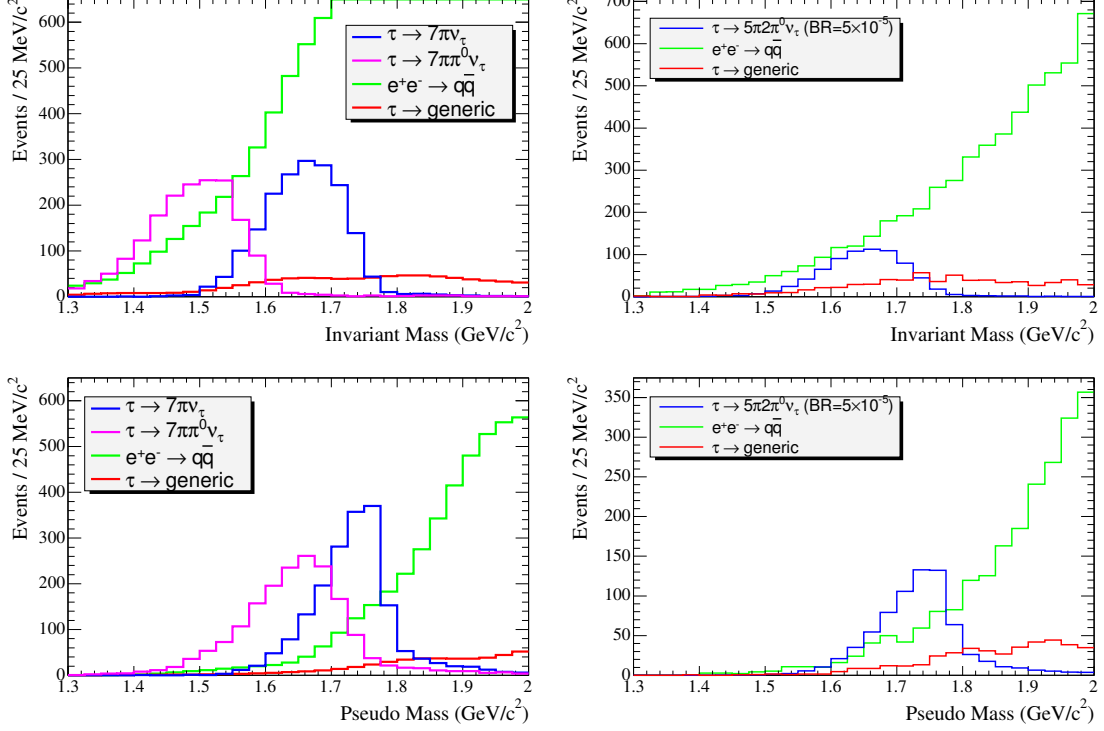 Events / 25 MeV/c²
600
500
400
300
200
100
0
τ → 7πν_τ
τ → 7ππ⁰ν_τ
e⁺e⁻ → qq̅
τ → generic
1.3 1.4 1.5 1.6 1.7 1.8 1.9 2
Invariant Mass (GeV/c²)
Events / 25 MeV/c²
700
600
500
400
300
200
100
0
τ → 5π2π⁰ν_τ (BR=5×10⁻⁵)
e⁺e⁻ → qq̅
τ → generic
1.3 1.4 1.5 1.6 1.7 1.8 1.9 2
Invariant Mass (GeV/c²)
Events / 25 MeV/c²
600
500
400
300
200
100
0
τ → 7πν_τ
τ → 7ππ⁰ν_τ
e⁺e⁻ → qq̅
τ → generic
1.3 1.4 1.5 1.6 1.7 1.8 1.9 2
Pseudo Mass (GeV/c²)
Events / 25 MeV/c²
350
300
250
200
150
100
50
0
τ → 5π2π⁰ν_τ (BR=5×10⁻⁵)
e⁺e⁻ → qq̅
τ → generic
1.3 1.4 1.5 1.6 1.7 1.8 1.9 2
Pseudo Mass (GeV/c²)